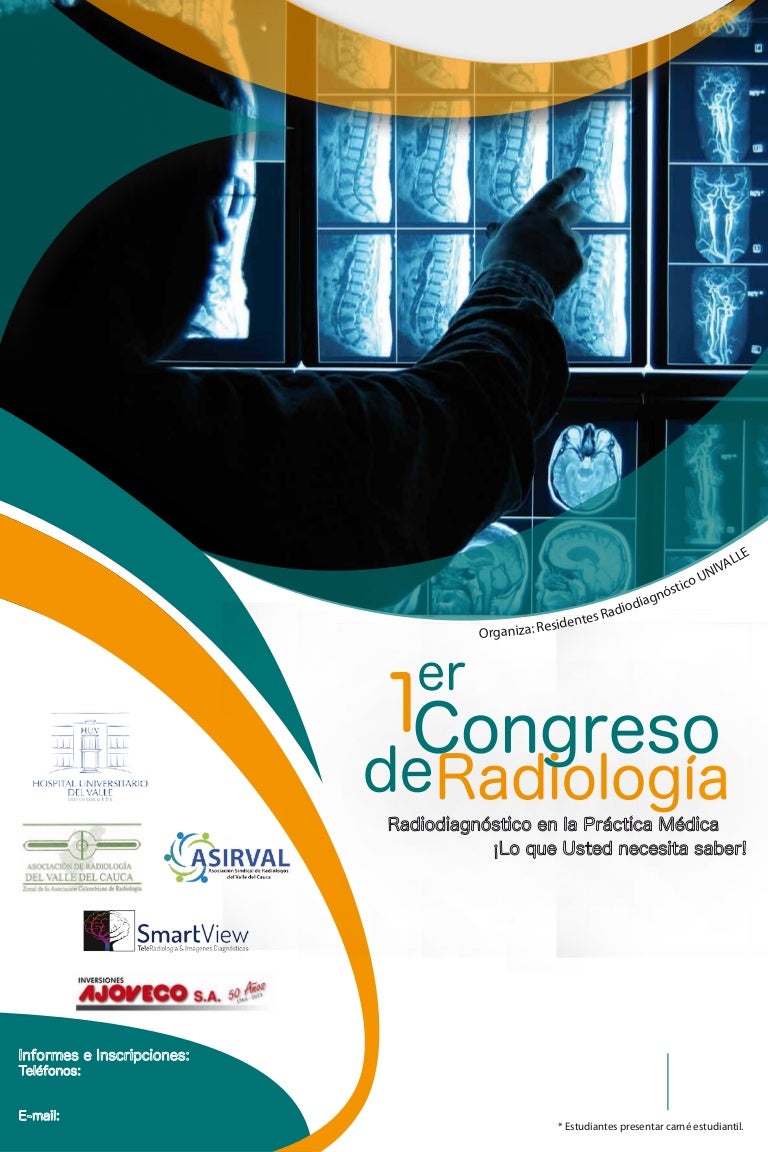 Organiza: Residentes Radiodiagnóstico UNIVALLE
1er
Congreso
de Radiología
Radiodiagnóstico en la Práctica Médica
¡Lo que Usted necesita saber!
HUV
HOSPITAL UNIVERSITARIO
DEL VALLE
ASOCIACIÓN DE RADIOLOGÍA
DEL VALLE DEL CAUCA
Zonal de la Asociación Colombiana de Radiología
ASIRVAL
Asociación Sindical de Radiólogos
del Valle del Cauca
SmartView
TeleRadiología & Imágenes Diagnósticas
INVERSIONES
AJOVECO S.A. 50 Años
Informes e Inscripciones:
Teléfonos:
E-mail:
* Estudiantes presentar carné estudiantil.